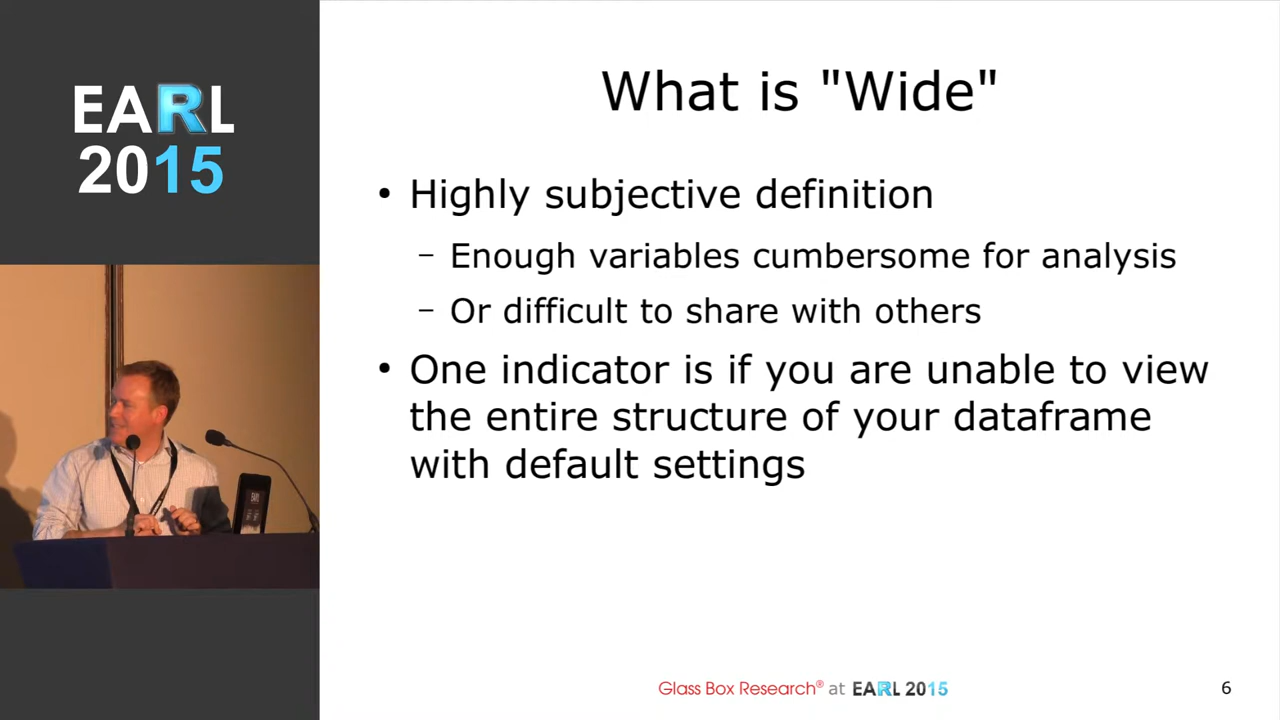 EARL
2015
What is "Wide"
• Highly subjective definition
– Enough variables cumbersome for analysis
– Or difficult to share with others
• One indicator is if you are unable to view
the entire structure of your dataframe
with default settings
Glass Box Research® at EARL 2015
6